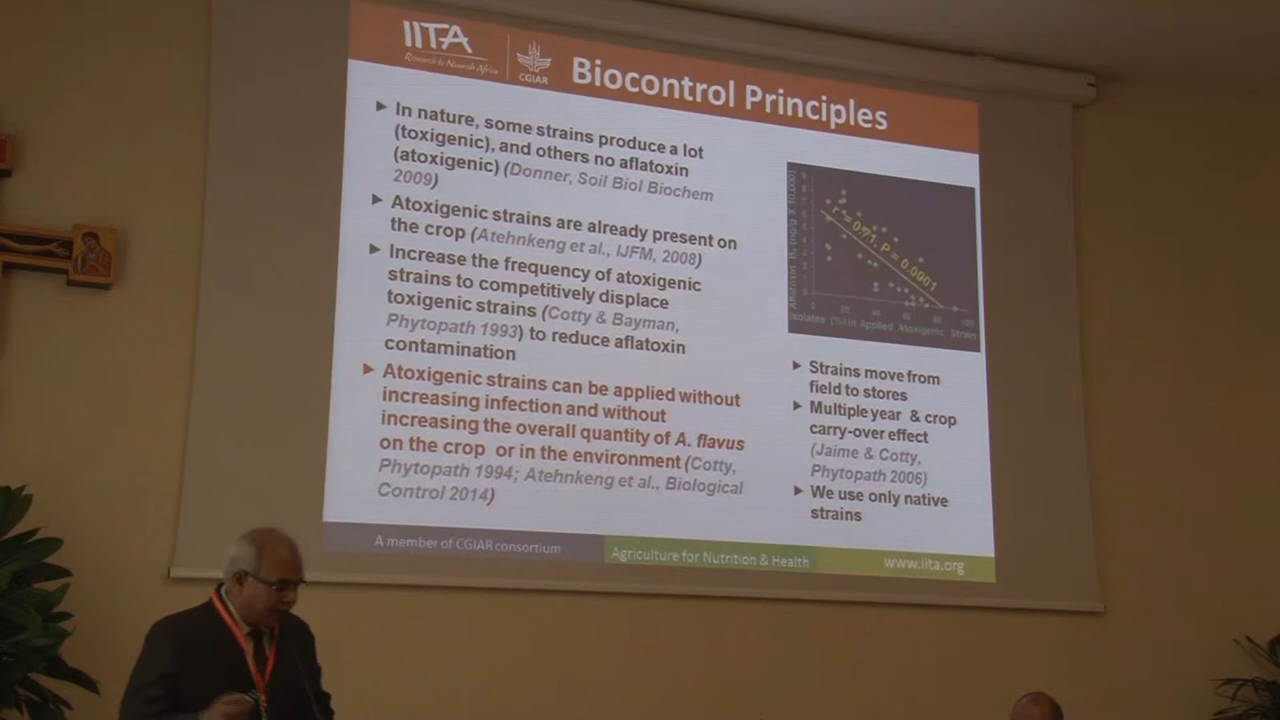 IITA
Research to Nourish Africa
CGIAR
Biocontrol Principles
In nature, some strains produce a lot
(toxigenic), and others no aflatoxin
(atoxigenic) (Donner, Soil Biol Biochem
2009)
Atoxigenic strains are already present on
the crop (Atehnkeng et al., IJFM, 2008)
Increase the frequency of atoxigenic
strains to competitively displace
toxigenic strains (Cotty & Bayman,
Phytopath 1993) to reduce aflatoxin
contamination
Atoxigenic strains can be applied without
increasing infection and without
increasing the overall quantity of A. flavus
on the crop or in the environment (Cotty,
Phytopath 1994; Atehnkeng et al., Biological
Control 2014)
r² = 0.71, P = 0.0001
Isolates (%) in Applied Atoxigenic Strain
Strains move from
field to stores
Multiple year & crop
carry-over effect
(Jaime & Cotty,
Phytopath 2006)
We use only native
strains
A member of CGIAR consortium
Agriculture for Nutrition & Health
www.iita.org